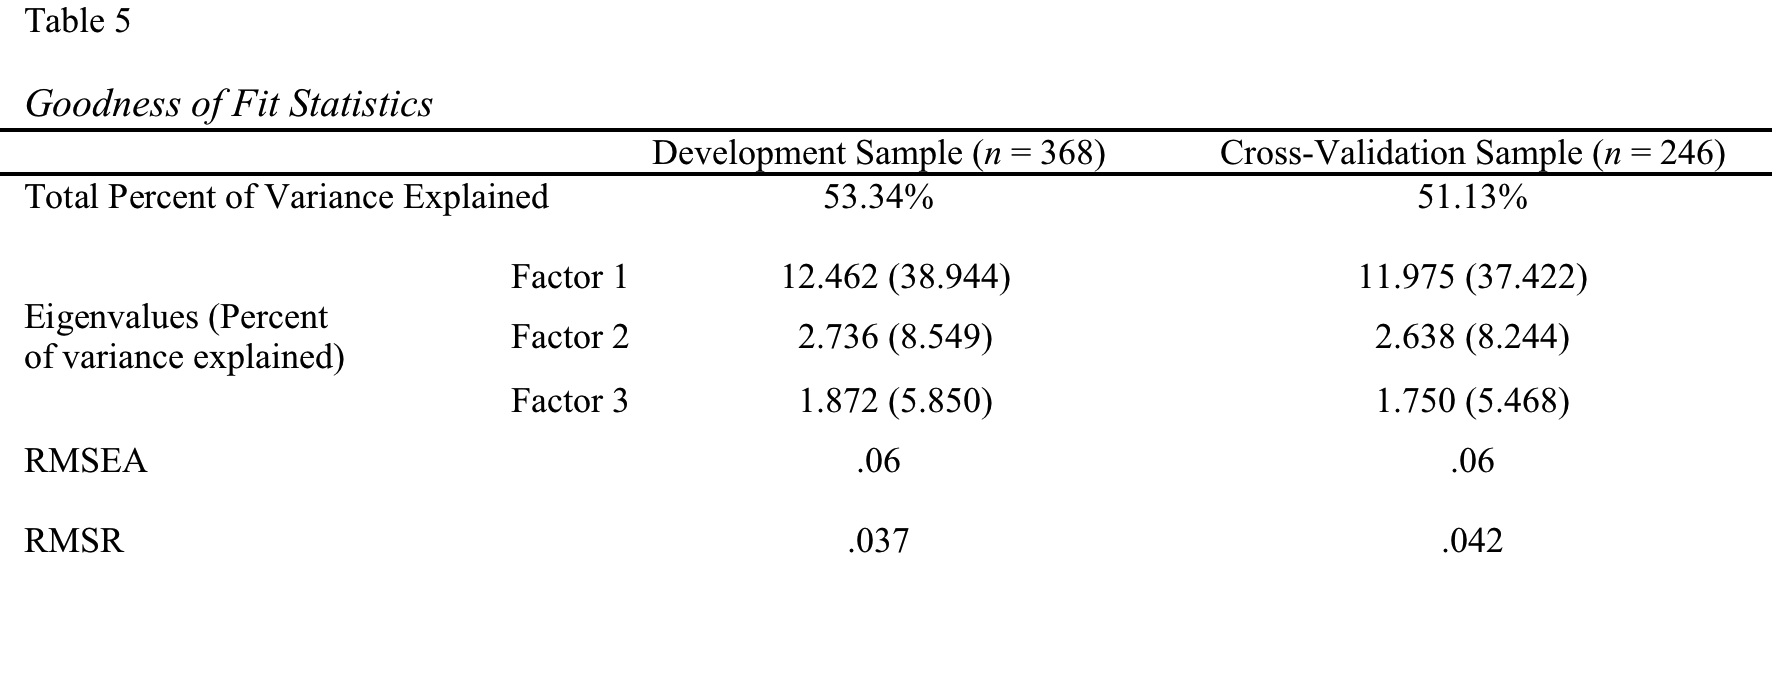 Table 5
Goodness of Fit Statistics
Development Sample (n = 368) Cross-Validation Sample (n = 246)
Total Percent of Variance Explained 53.34% 51.13%
Factor 1 12.462 (38.944) 11.975 (37.422)
Eigenvalues (Percent
of variance explained)
Factor 2 2.736 (8.549) 2.638 (8.244)
Factor 3 1.872 (5.850) 1.750 (5.468)
RMSEA .06 .06
RMSR .037 .042